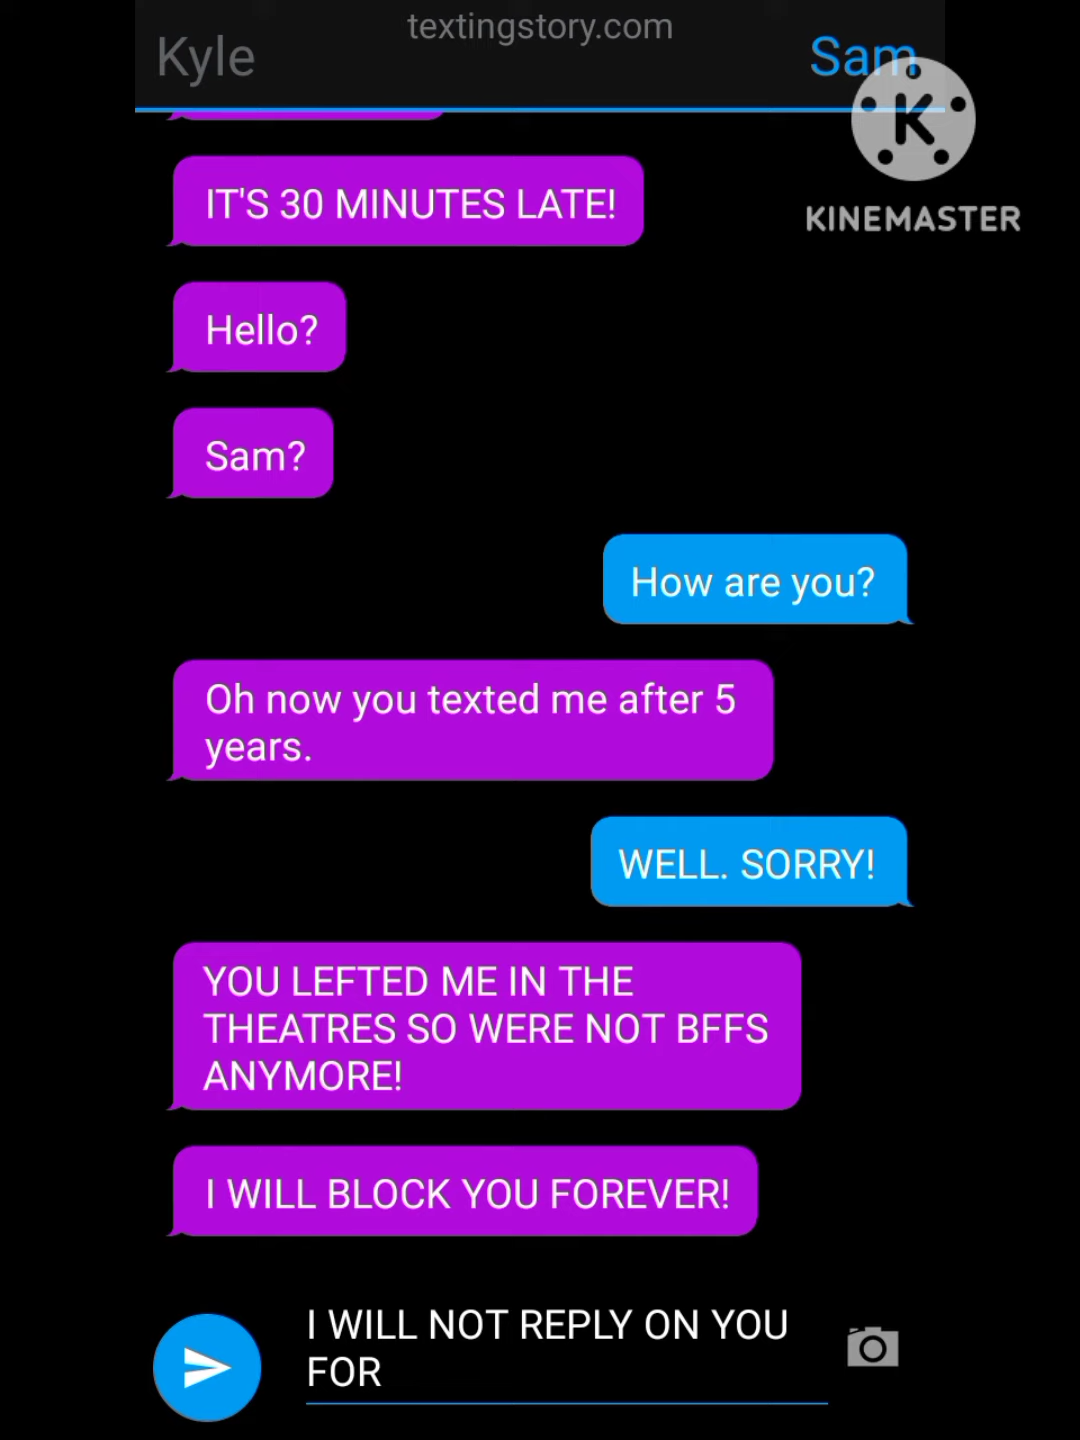 textingstory.com
Kyle
Sam
K
KINEMASTER
IT'S 30 MINUTES LATE!
Hello?
Sam?
How are you?
Oh now you texted me after 5
years.
WELL. SORRY!
YOU LEFTED ME IN THE
THEATRES SO WERE NOT BFFS
ANYMORE!
I WILL BLOCK YOU FOREVER!
I WILL NOT REPLY ON YOU
FOR